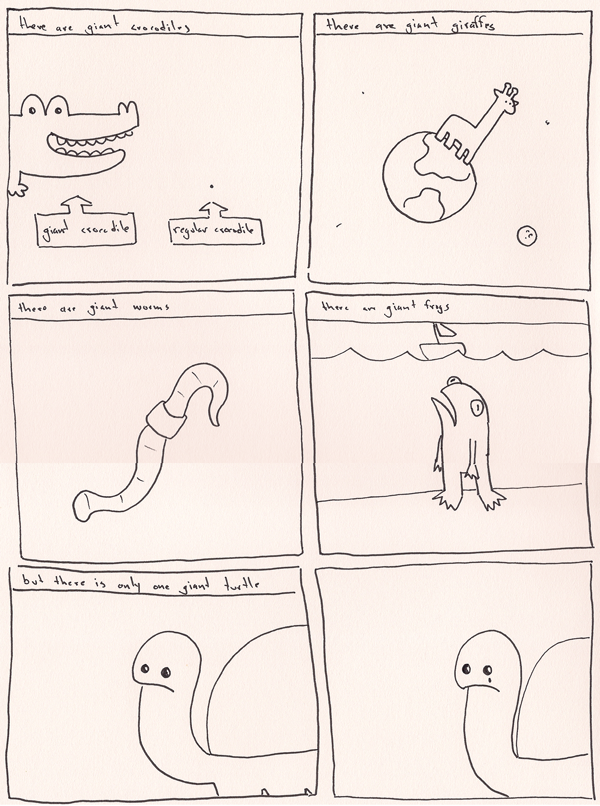 there are giant crocodiles
giant crocodile
regular crocodile
there are giant giraffes
there are giant worms
there are giant frogs
but there is only one giant turtle